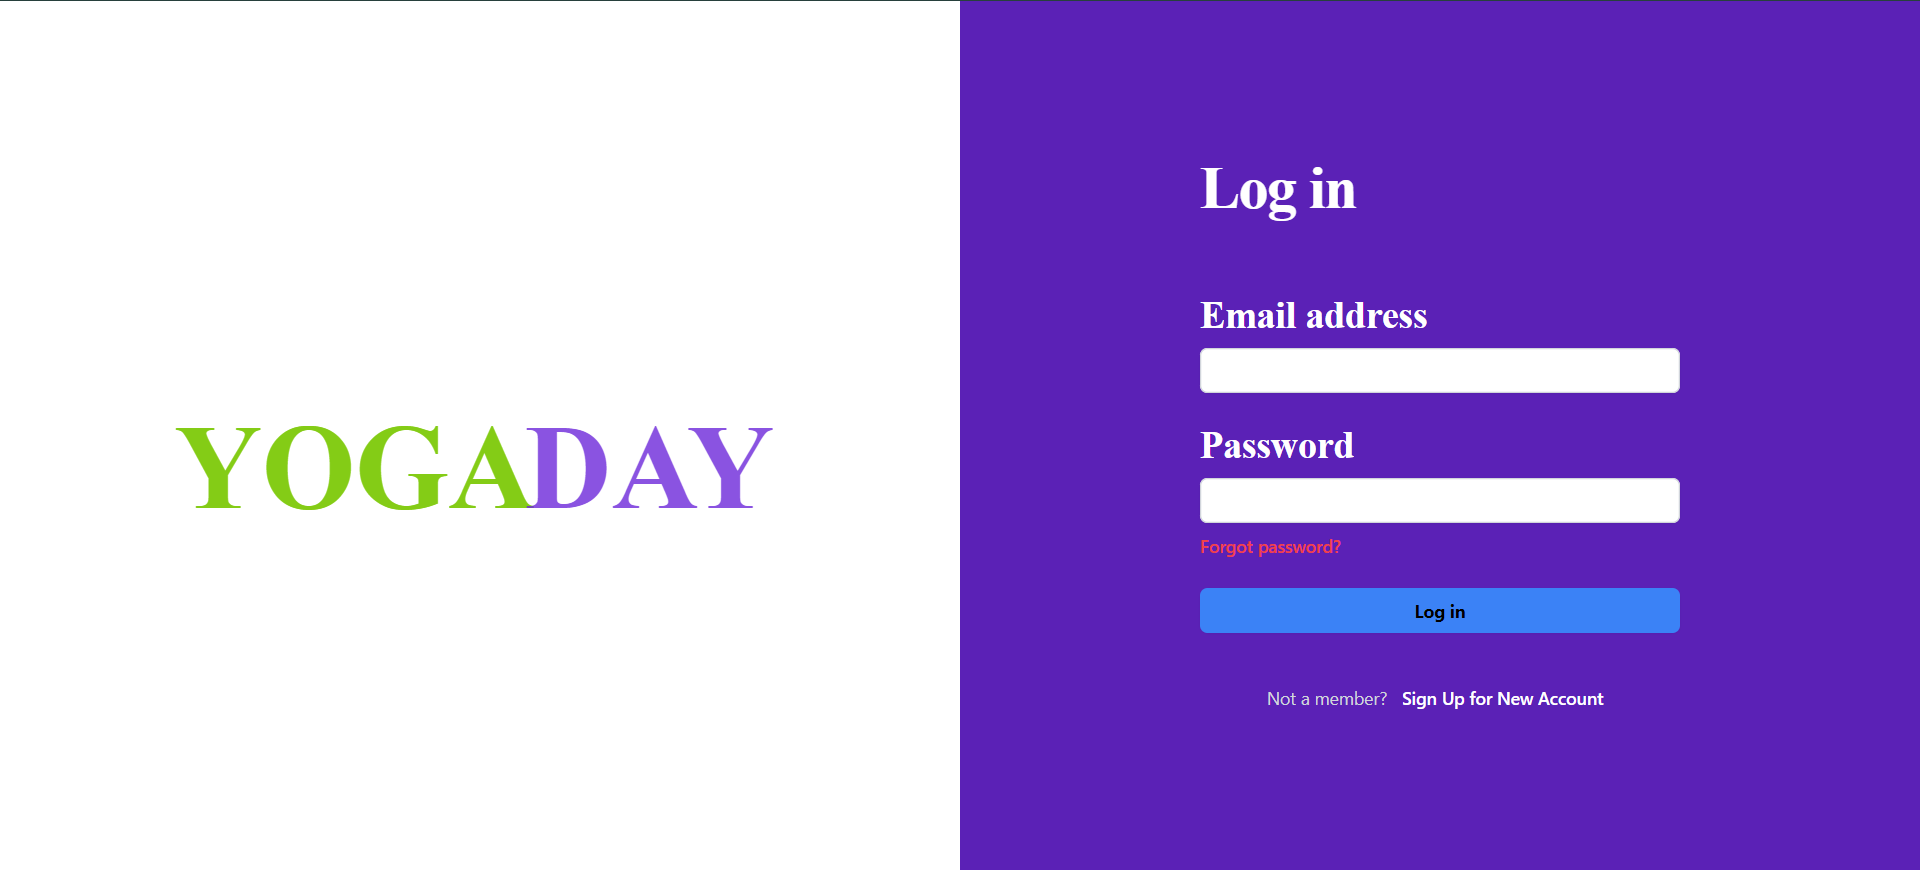 YOGADAY
Log in
Email address
Password
Forgot password?
Log in
Not a member? Sign Up for New Account